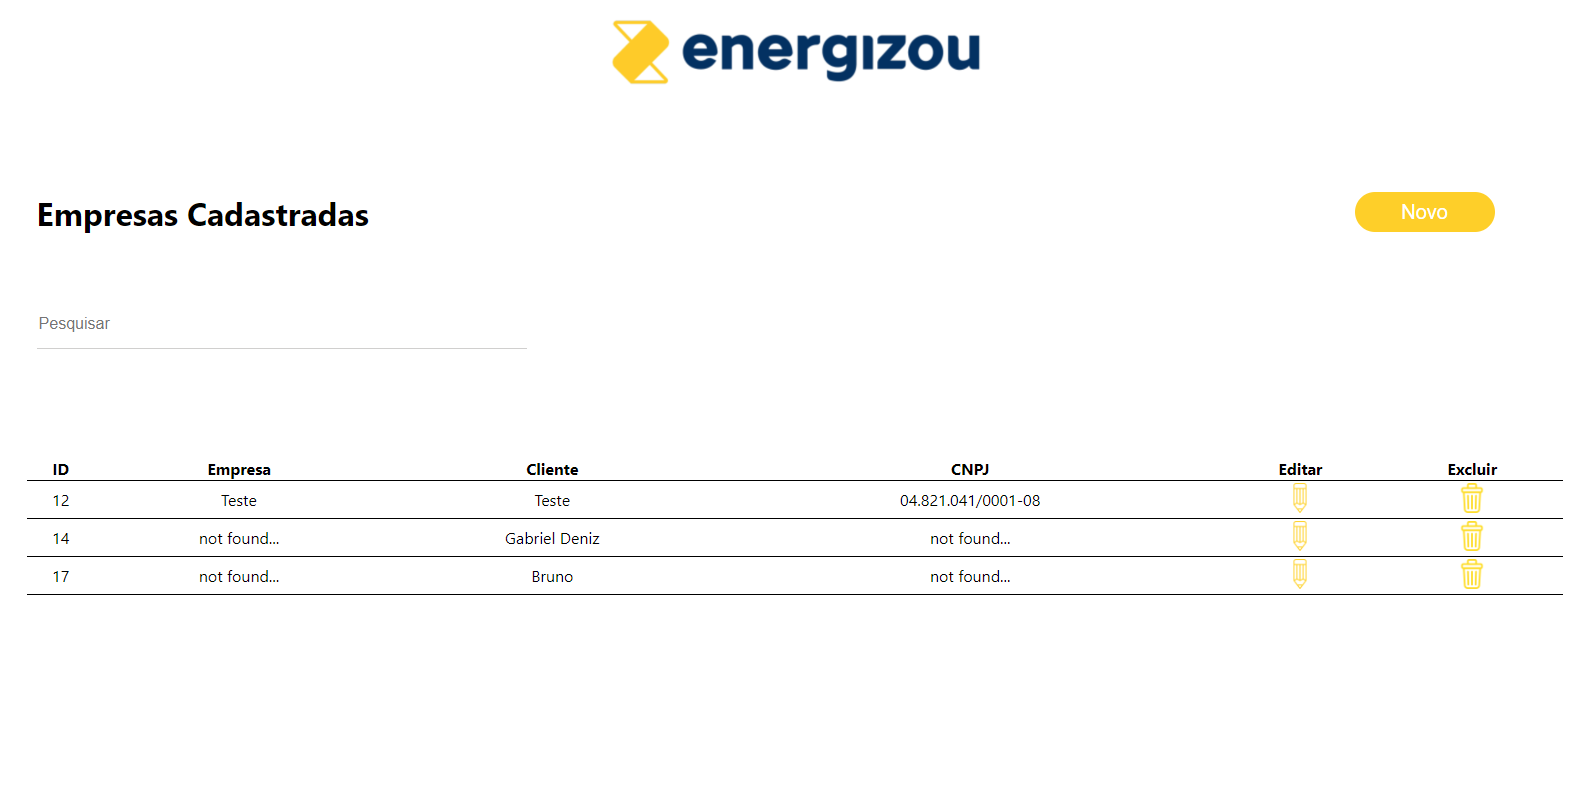 energizou
Empresas Cadastradas
Novo
Pesquisar
ID Empresa Cliente CNPJ Editar Excluir
12 Teste Teste 04.821.041/0001-08
14 not found... Gabriel Deniz not found...
17 not found... Bruno not found...